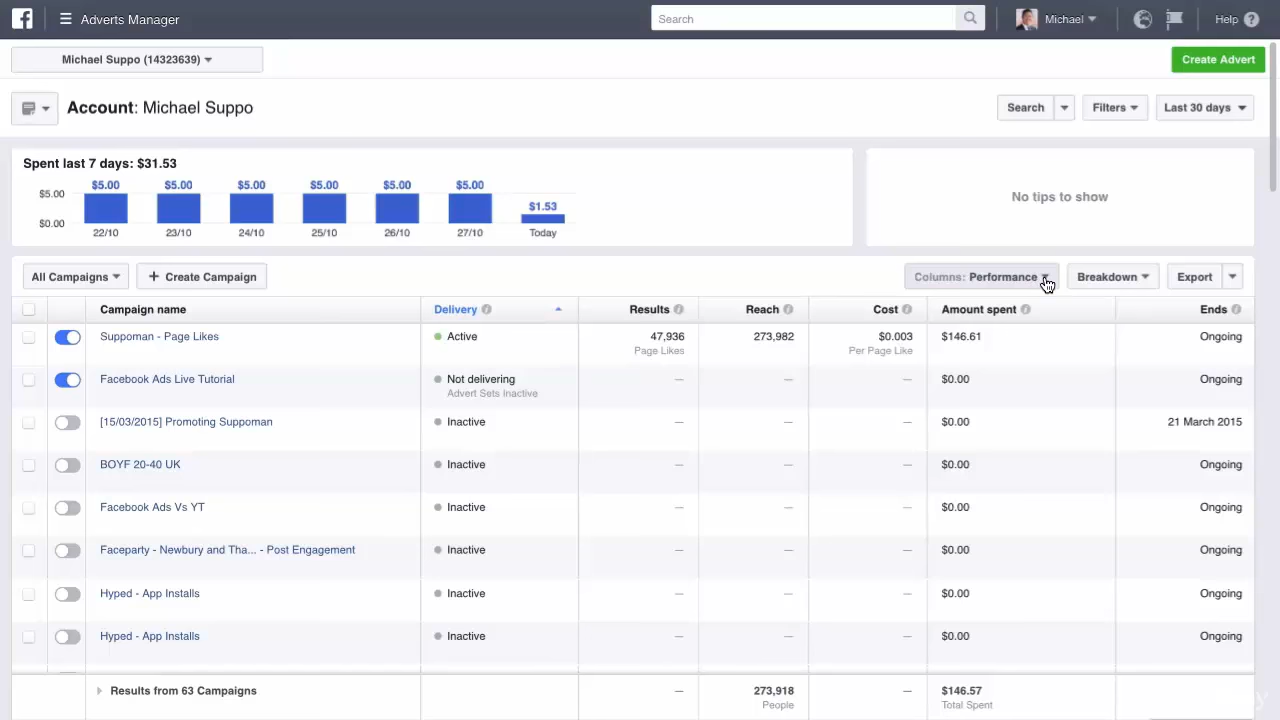 f Adverts Manager Search Michael Help ?
Michael Suppo (14323639) Create Advert
Account: Michael Suppo Search Filters Last 30 days
Spent last 7 days: $31.53
$5.00 $5.00 $5.00 $5.00 $5.00 $5.00
$5.00
$1.53
$0.00
22/10 23/10 24/10 25/10 26/10 27/10 Today
No tips to show
All Campaigns + Create Campaign Columns: Performance Breakdown Export
Campaign name Delivery i Results i Reach i Cost i Amount spent i Ends i
Suppoman - Page Likes Active 47,936 273,982 $0.003 $146.61 Ongoing
Page Likes Per Page Like
Facebook Ads Live Tutorial Not delivering — — — $0.00 Ongoing
Advert Sets Inactive
[15/03/2015] Promoting Suppoman Inactive — — — $0.00 21 March 2015
BOYF 20-40 UK Inactive — — — $0.00 Ongoing
Facebook Ads Vs YT Inactive — — — $0.00 Ongoing
Faceparty - Newbury and Tha... - Post Engagement Inactive — — — $0.00 Ongoing
Hyped - App Installs Inactive — — — $0.00 Ongoing
Hyped - App Installs Inactive — — — $0.00 Ongoing
Results from 63 Campaigns — 273,918 — $146.57
People Total Spent